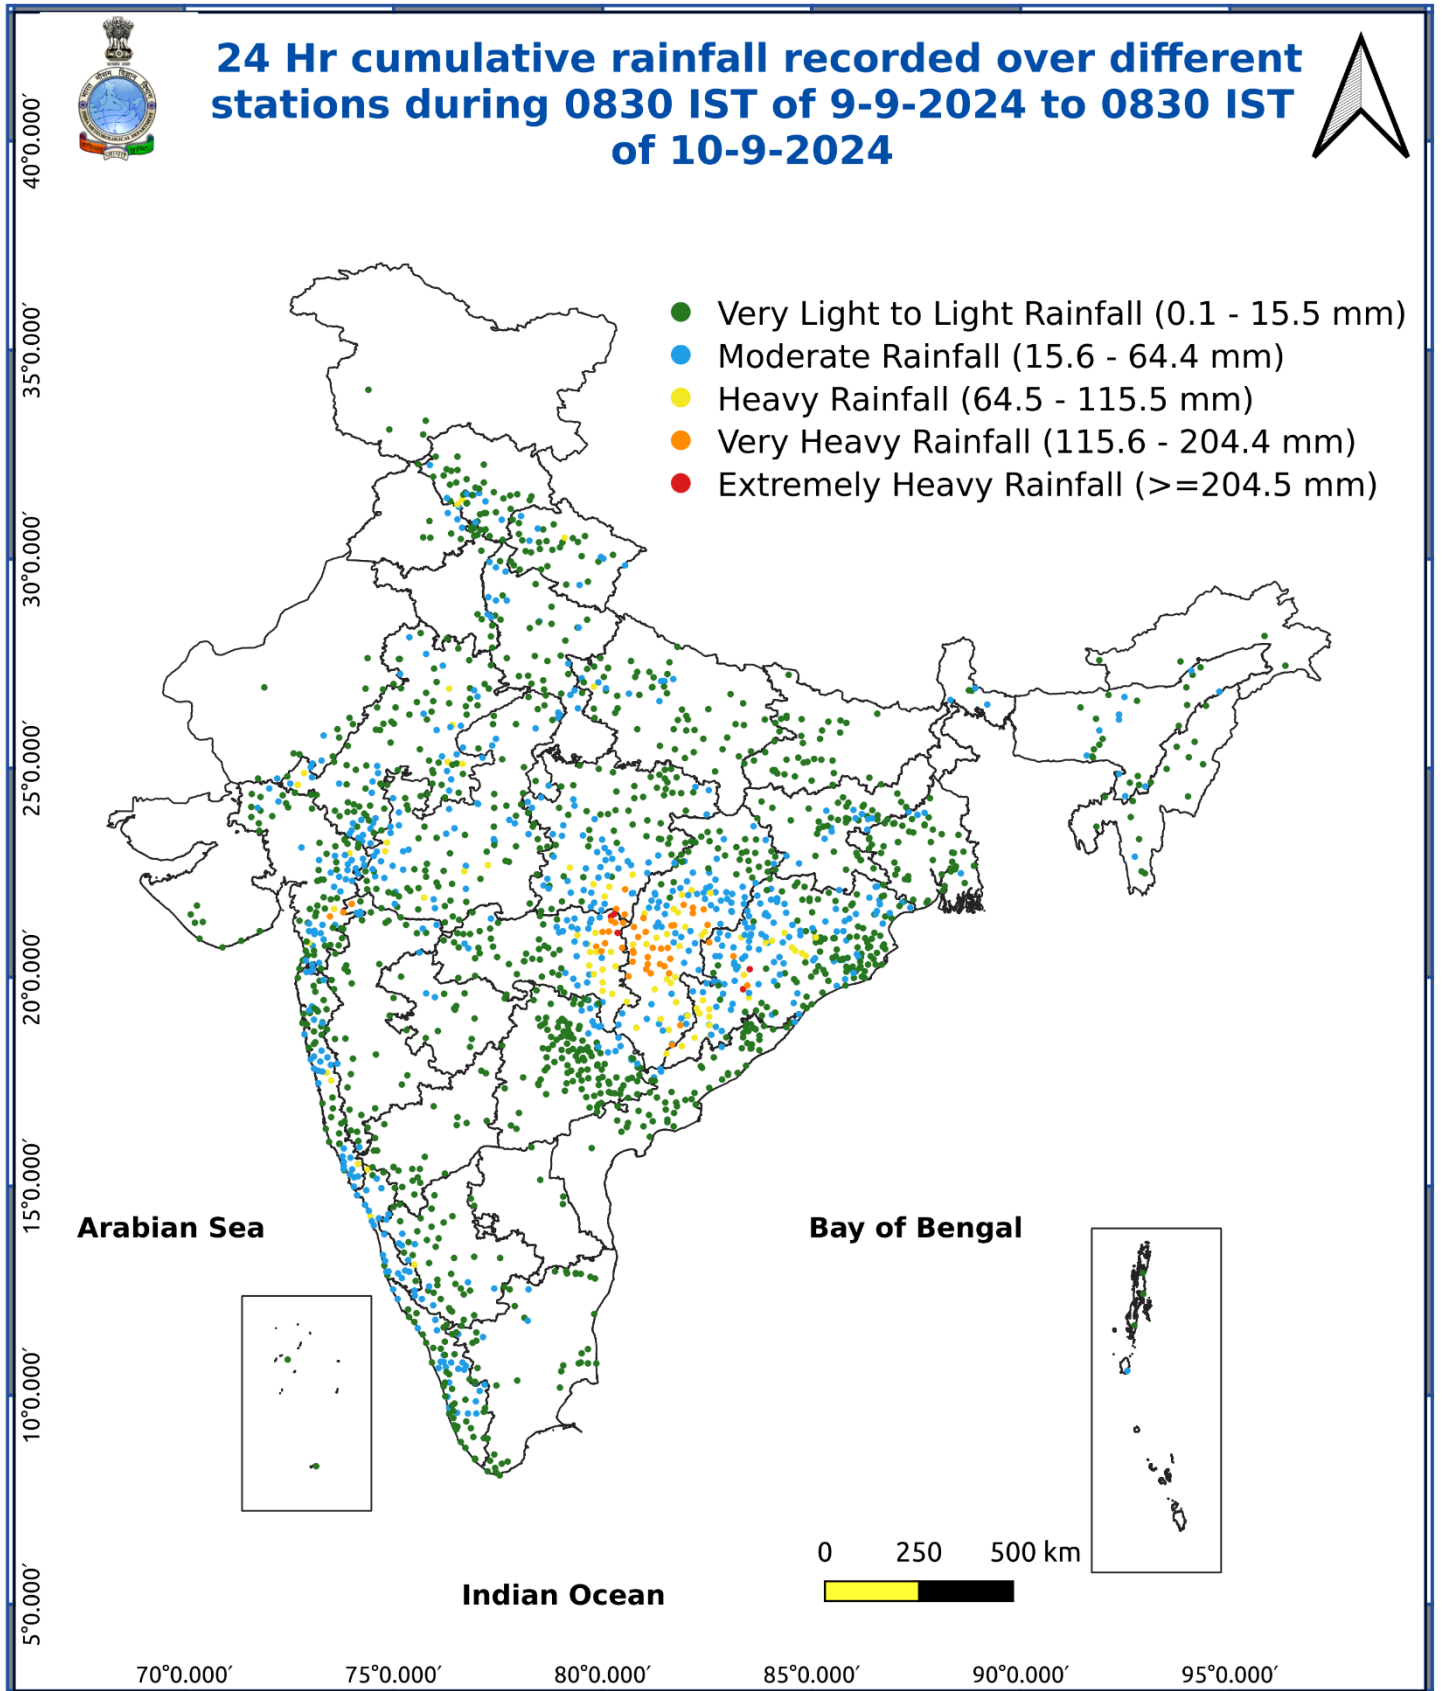 24 Hr cumulative rainfall recorded over different
stations during 0830 IST of 9-9-2024 to 0830 IST
of 10-9-2024
Very Light to Light Rainfall (0.1 - 15.5 mm)
Moderate Rainfall (15.6 - 64.4 mm)
Heavy Rainfall (64.5 - 115.5 mm)
Very Heavy Rainfall (115.6 - 204.4 mm)
Extremely Heavy Rainfall (>=204.5 mm)
40°0.000′
35°0.000′
30°0.000′
25°0.000′
20°0.000′
15°0.000′
10°0.000′
5°0.000′
Arabian Sea
Bay of Bengal
Indian Ocean
0 250 500 km
70°0.000′ 75°0.000′ 80°0.000′ 85°0.000′ 90°0.000′ 95°0.000′